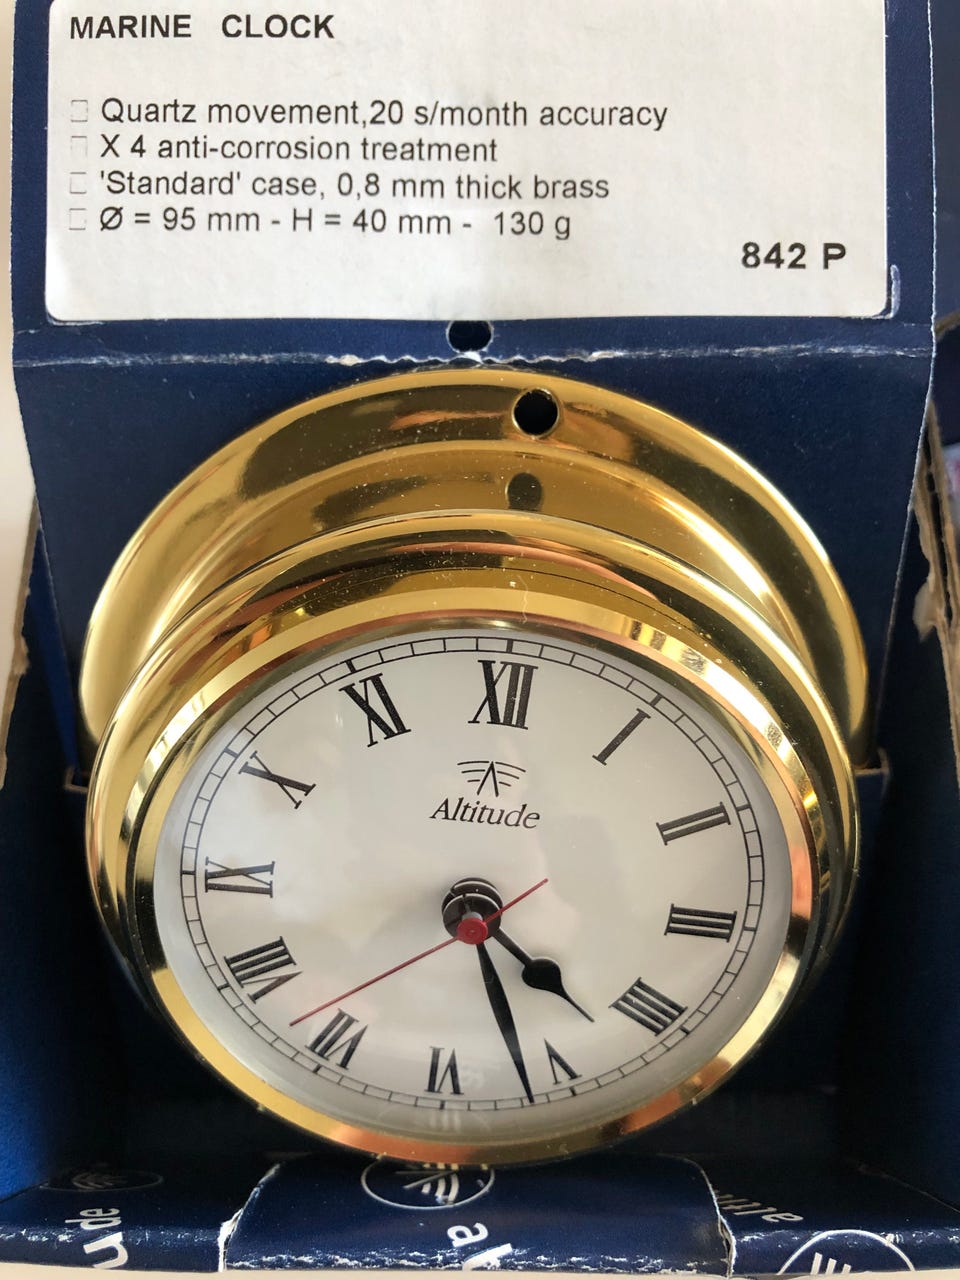 MARINE CLOCK
□ Quartz movement,20 s/month accuracy
□ X 4 anti-corrosion treatment
□ 'Standard' case, 0,8 mm thick brass
□ Ø = 95 mm - H = 40 mm - 130 g
842 P
XII
I
II
III
IIII
V
VI
VII
VIII
IX
X
XI
Altitude